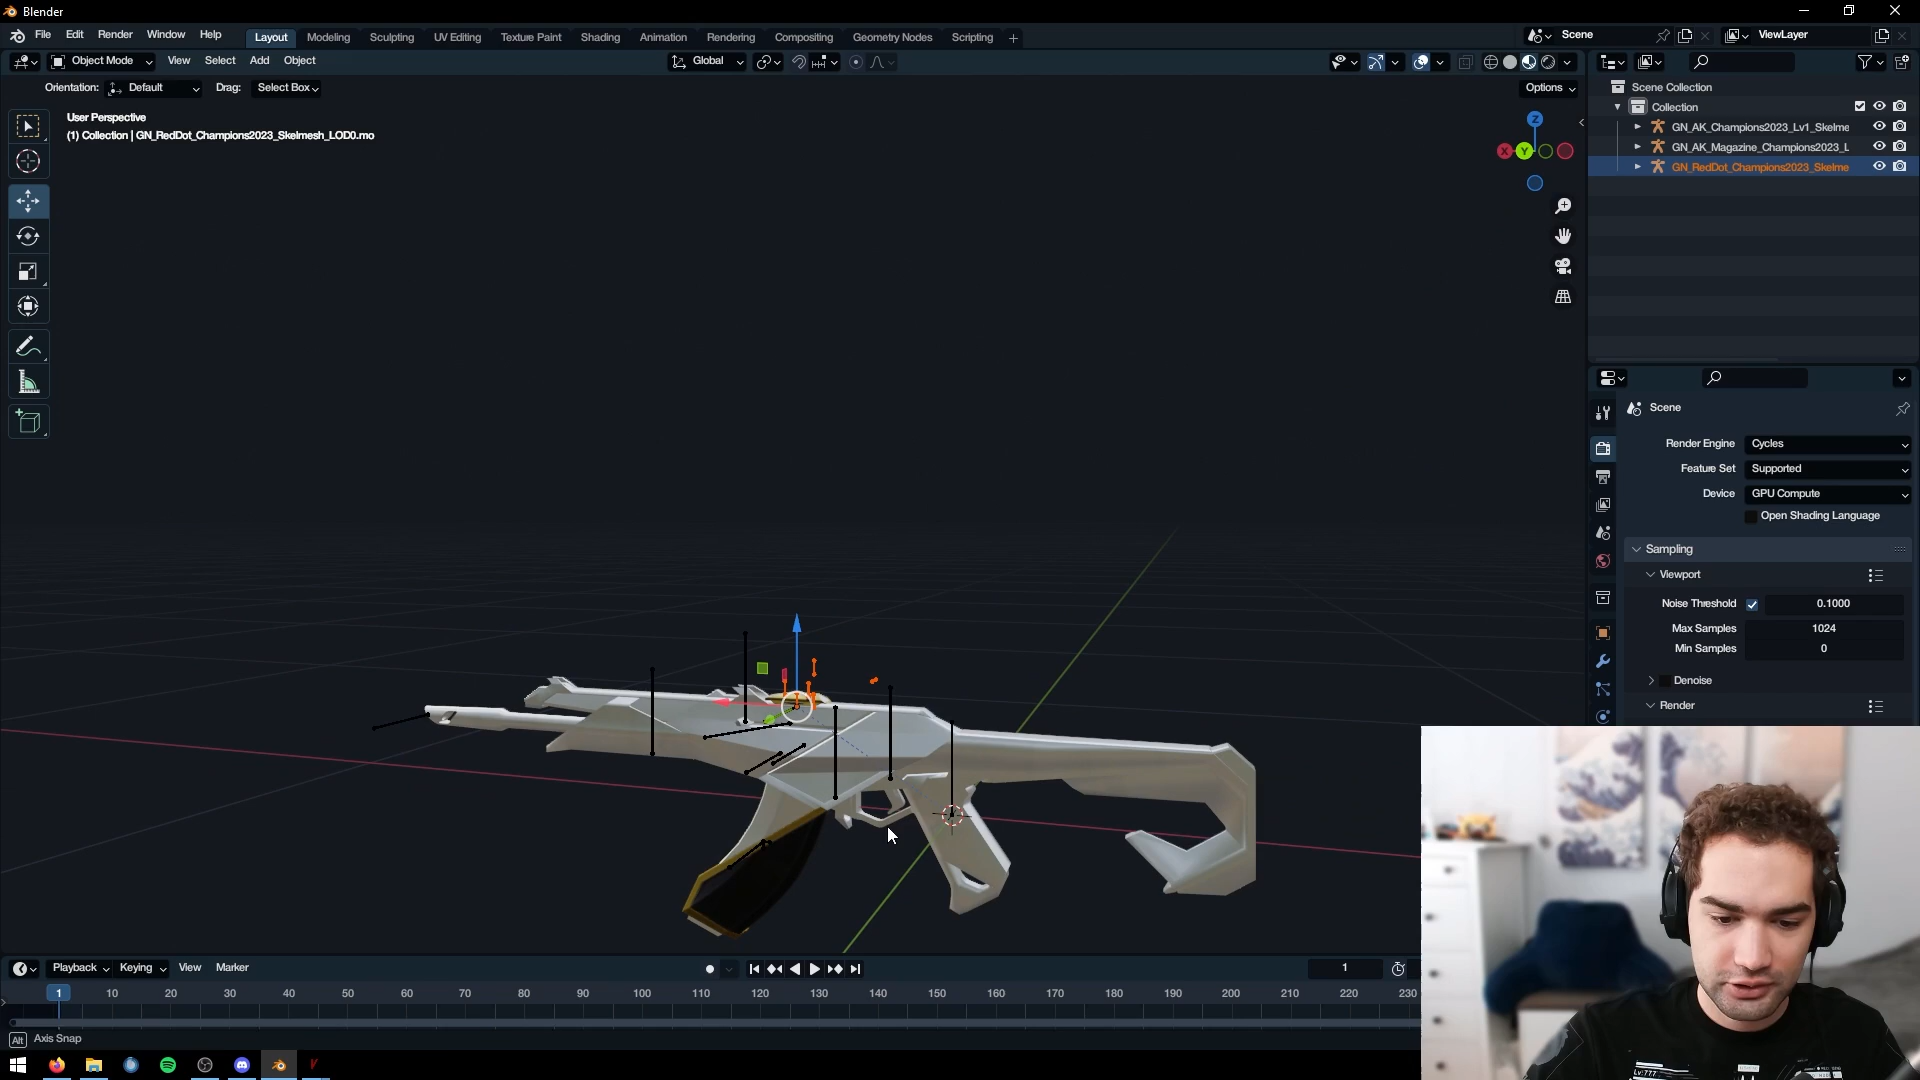 Blender
File Edit Render Window Help Layout Modeling Sculpting UV Editing Texture Paint Shading Animation Rendering Compositing Geometry Nodes Scripting + Scene ViewLayer
Object Mode View Select Add Object Global
Orientation: Default Drag: Select Box Options
User Perspective
(1) Collection | GN_RedDot_Champions2023_Skelmesh_LOD0.mo
Z
X Y
Scene Collection
Collection
GN_AK_Champions2023_Lv1_Skelme
GN_AK_Magazine_Champions2023_L
GN_RedDot_Champions2023_Skelme
Scene
Render Engine Cycles
Feature Set Supported
Device GPU Compute
Open Shading Language
Sampling
Viewport
Noise Threshold 0.1000
Max Samples 1024
Min Samples 0
Denoise
Render
Playback Keying View Marker 1
1 10 20 30 40 50 60 70 80 90 100 110 120 130 140 150 160 170 180 190 200 210 220 230
Alt Axis Snap
Lv:777